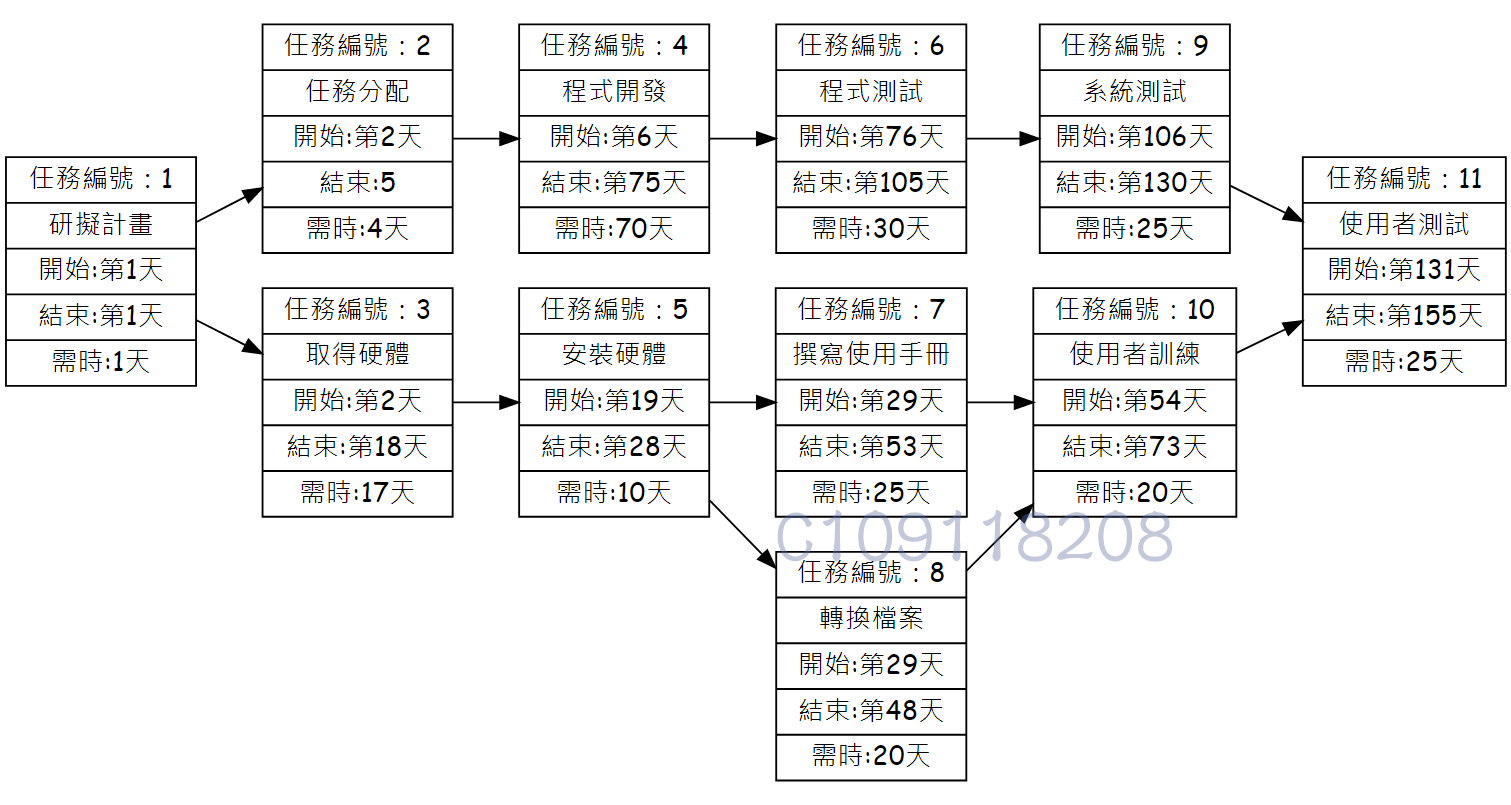 任務編號：1
研擬計畫
開始:第1天
結束:第1天
需時:1天
任務編號：2
任務分配
開始:第2天
結束:5
需時:4天
任務編號：3
取得硬體
開始:第2天
結束:第18天
需時:17天
任務編號：4
程式開發
開始:第6天
結束:第75天
需時:70天
任務編號：5
安裝硬體
開始:第19天
結束:第28天
需時:10天
任務編號：6
程式測試
開始:第76天
結束:第105天
需時:30天
任務編號：7
撰寫使用手冊
開始:第29天
結束:第53天
需時:25天
任務編號：8
轉換檔案
開始:第29天
結束:第48天
需時:20天
任務編號：9
系統測試
開始:第106天
結束:第130天
需時:25天
任務編號：10
使用者訓練
開始:第54天
結束:第73天
需時:20天
任務編號：11
使用者測試
開始:第131天
結束:第155天
需時:25天
C109118208